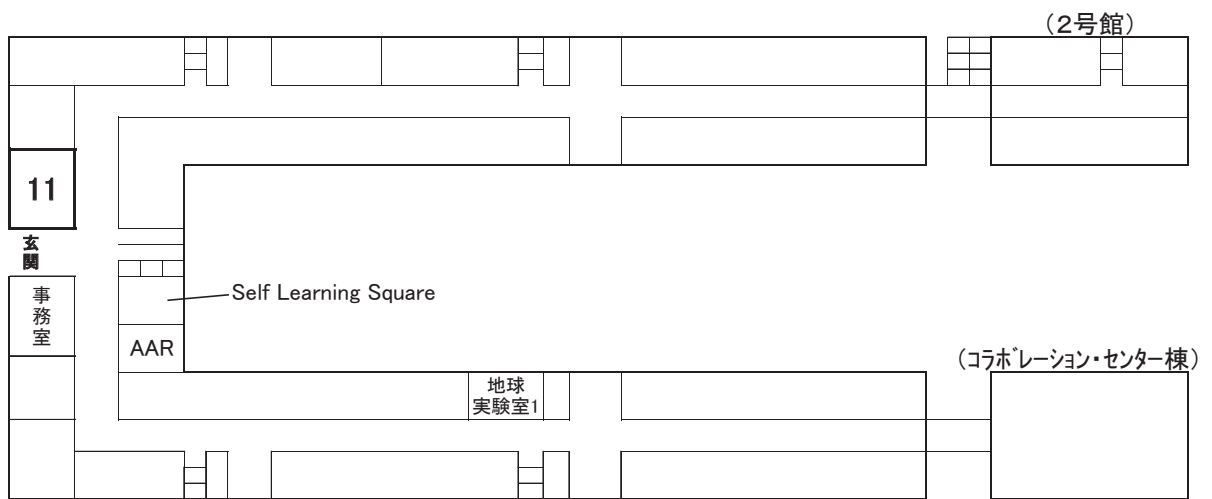 （2号館）
11
玄
関
事
務
室
Self Learning Square
AAR
地球
実験室1
（コラボレーション・センター棟）